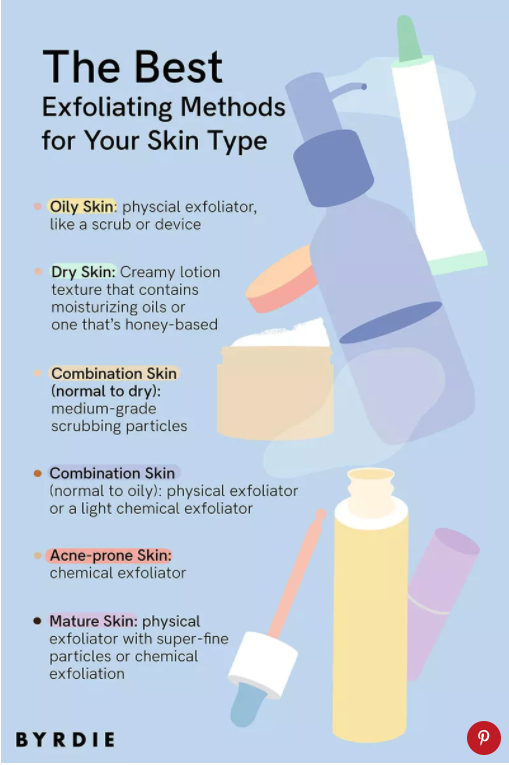 The Best
Exfoliating Methods
for Your Skin Type
Oily Skin: physcial exfoliator,
like a scrub or device
Dry Skin: Creamy lotion
texture that contains
moisturizing oils or
one that's honey-based
Combination Skin
(normal to dry):
medium-grade
scrubbing particles
Combination Skin
(normal to oily): physical exfoliator
or a light chemical exfoliator
Acne-prone Skin:
chemical exfoliator
Mature Skin: physical
exfoliator with super-fine
particles or chemical
exfoliation
BYRDIE